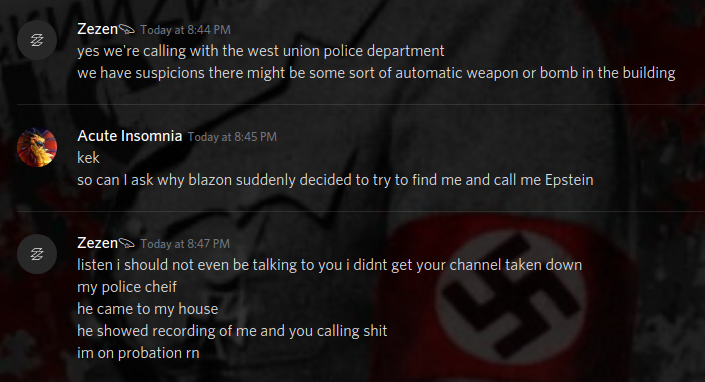 Zezen Today at 8:44 PM
yes we're calling with the west union police department
we have suspicions there might be some sort of automatic weapon or bomb in the building
Acute Insomnia Today at 8:45 PM
kek
so can I ask why blazon suddenly decided to try to find me and call me Epstein
Zezen Today at 8:47 PM
listen i should not even be talking to you i didnt get your channel taken down
my police cheif
he came to my house
he showed recording of me and you calling shit
im on probation rn